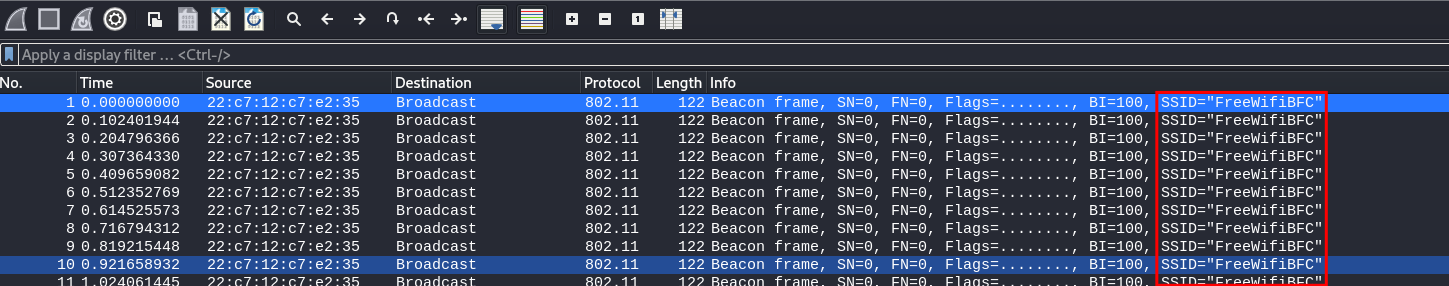 Apply a display filter … <Ctrl-/>
No. Time Source Destination Protocol Length Info
1 0.000000000 22:c7:12:c7:e2:35 Broadcast 802.11 122 Beacon frame, SN=0, FN=0, Flags=........, BI=100, SSID="FreeWifiBFC"
2 0.102401944 22:c7:12:c7:e2:35 Broadcast 802.11 122 Beacon frame, SN=0, FN=0, Flags=........, BI=100, SSID="FreeWifiBFC"
3 0.204796366 22:c7:12:c7:e2:35 Broadcast 802.11 122 Beacon frame, SN=0, FN=0, Flags=........, BI=100, SSID="FreeWifiBFC"
4 0.307364330 22:c7:12:c7:e2:35 Broadcast 802.11 122 Beacon frame, SN=0, FN=0, Flags=........, BI=100, SSID="FreeWifiBFC"
5 0.409659082 22:c7:12:c7:e2:35 Broadcast 802.11 122 Beacon frame, SN=0, FN=0, Flags=........, BI=100, SSID="FreeWifiBFC"
6 0.512352769 22:c7:12:c7:e2:35 Broadcast 802.11 122 Beacon frame, SN=0, FN=0, Flags=........, BI=100, SSID="FreeWifiBFC"
7 0.614525573 22:c7:12:c7:e2:35 Broadcast 802.11 122 Beacon frame, SN=0, FN=0, Flags=........, BI=100, SSID="FreeWifiBFC"
8 0.716794312 22:c7:12:c7:e2:35 Broadcast 802.11 122 Beacon frame, SN=0, FN=0, Flags=........, BI=100, SSID="FreeWifiBFC"
9 0.819215448 22:c7:12:c7:e2:35 Broadcast 802.11 122 Beacon frame, SN=0, FN=0, Flags=........, BI=100, SSID="FreeWifiBFC"
10 0.921658932 22:c7:12:c7:e2:35 Broadcast 802.11 122 Beacon frame, SN=0, FN=0, Flags=........, BI=100, SSID="FreeWifiBFC"
11 1.024061445 22:c7:12:c7:e2:35 Broadcast 802.11 122 Beacon frame, SN=0, FN=0, Flags=........, BI=100, SSID="FreeWifiBFC"